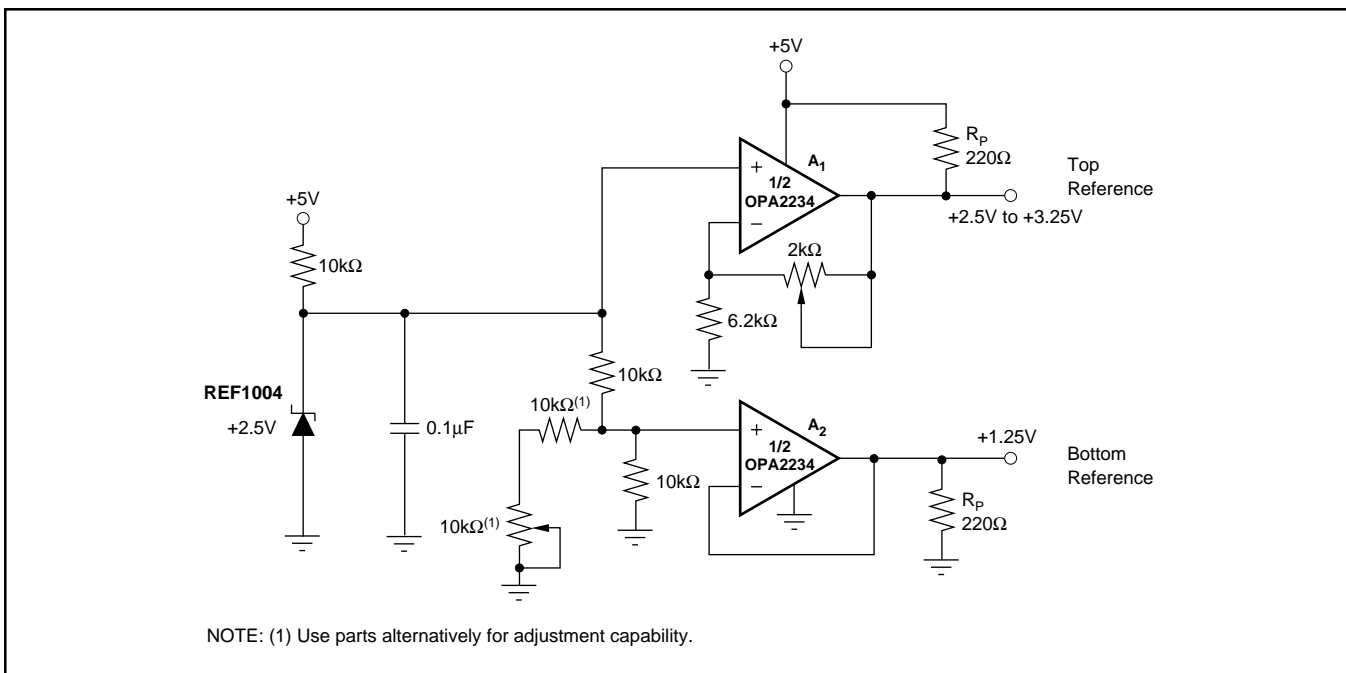 +5V
R_P
220Ω
Top
Reference
+2.5V to +3.25V
A_1
+
1/2
OPA2234
−
2kΩ
6.2kΩ
+5V
10kΩ
REF1004
+2.5V
0.1µF
10kΩ
10kΩ(1)
10kΩ(1)
10kΩ
A_2
+
1/2
OPA2234
−
+1.25V
Bottom
Reference
R_P
220Ω
NOTE: (1) Use parts alternatively for adjustment capability.